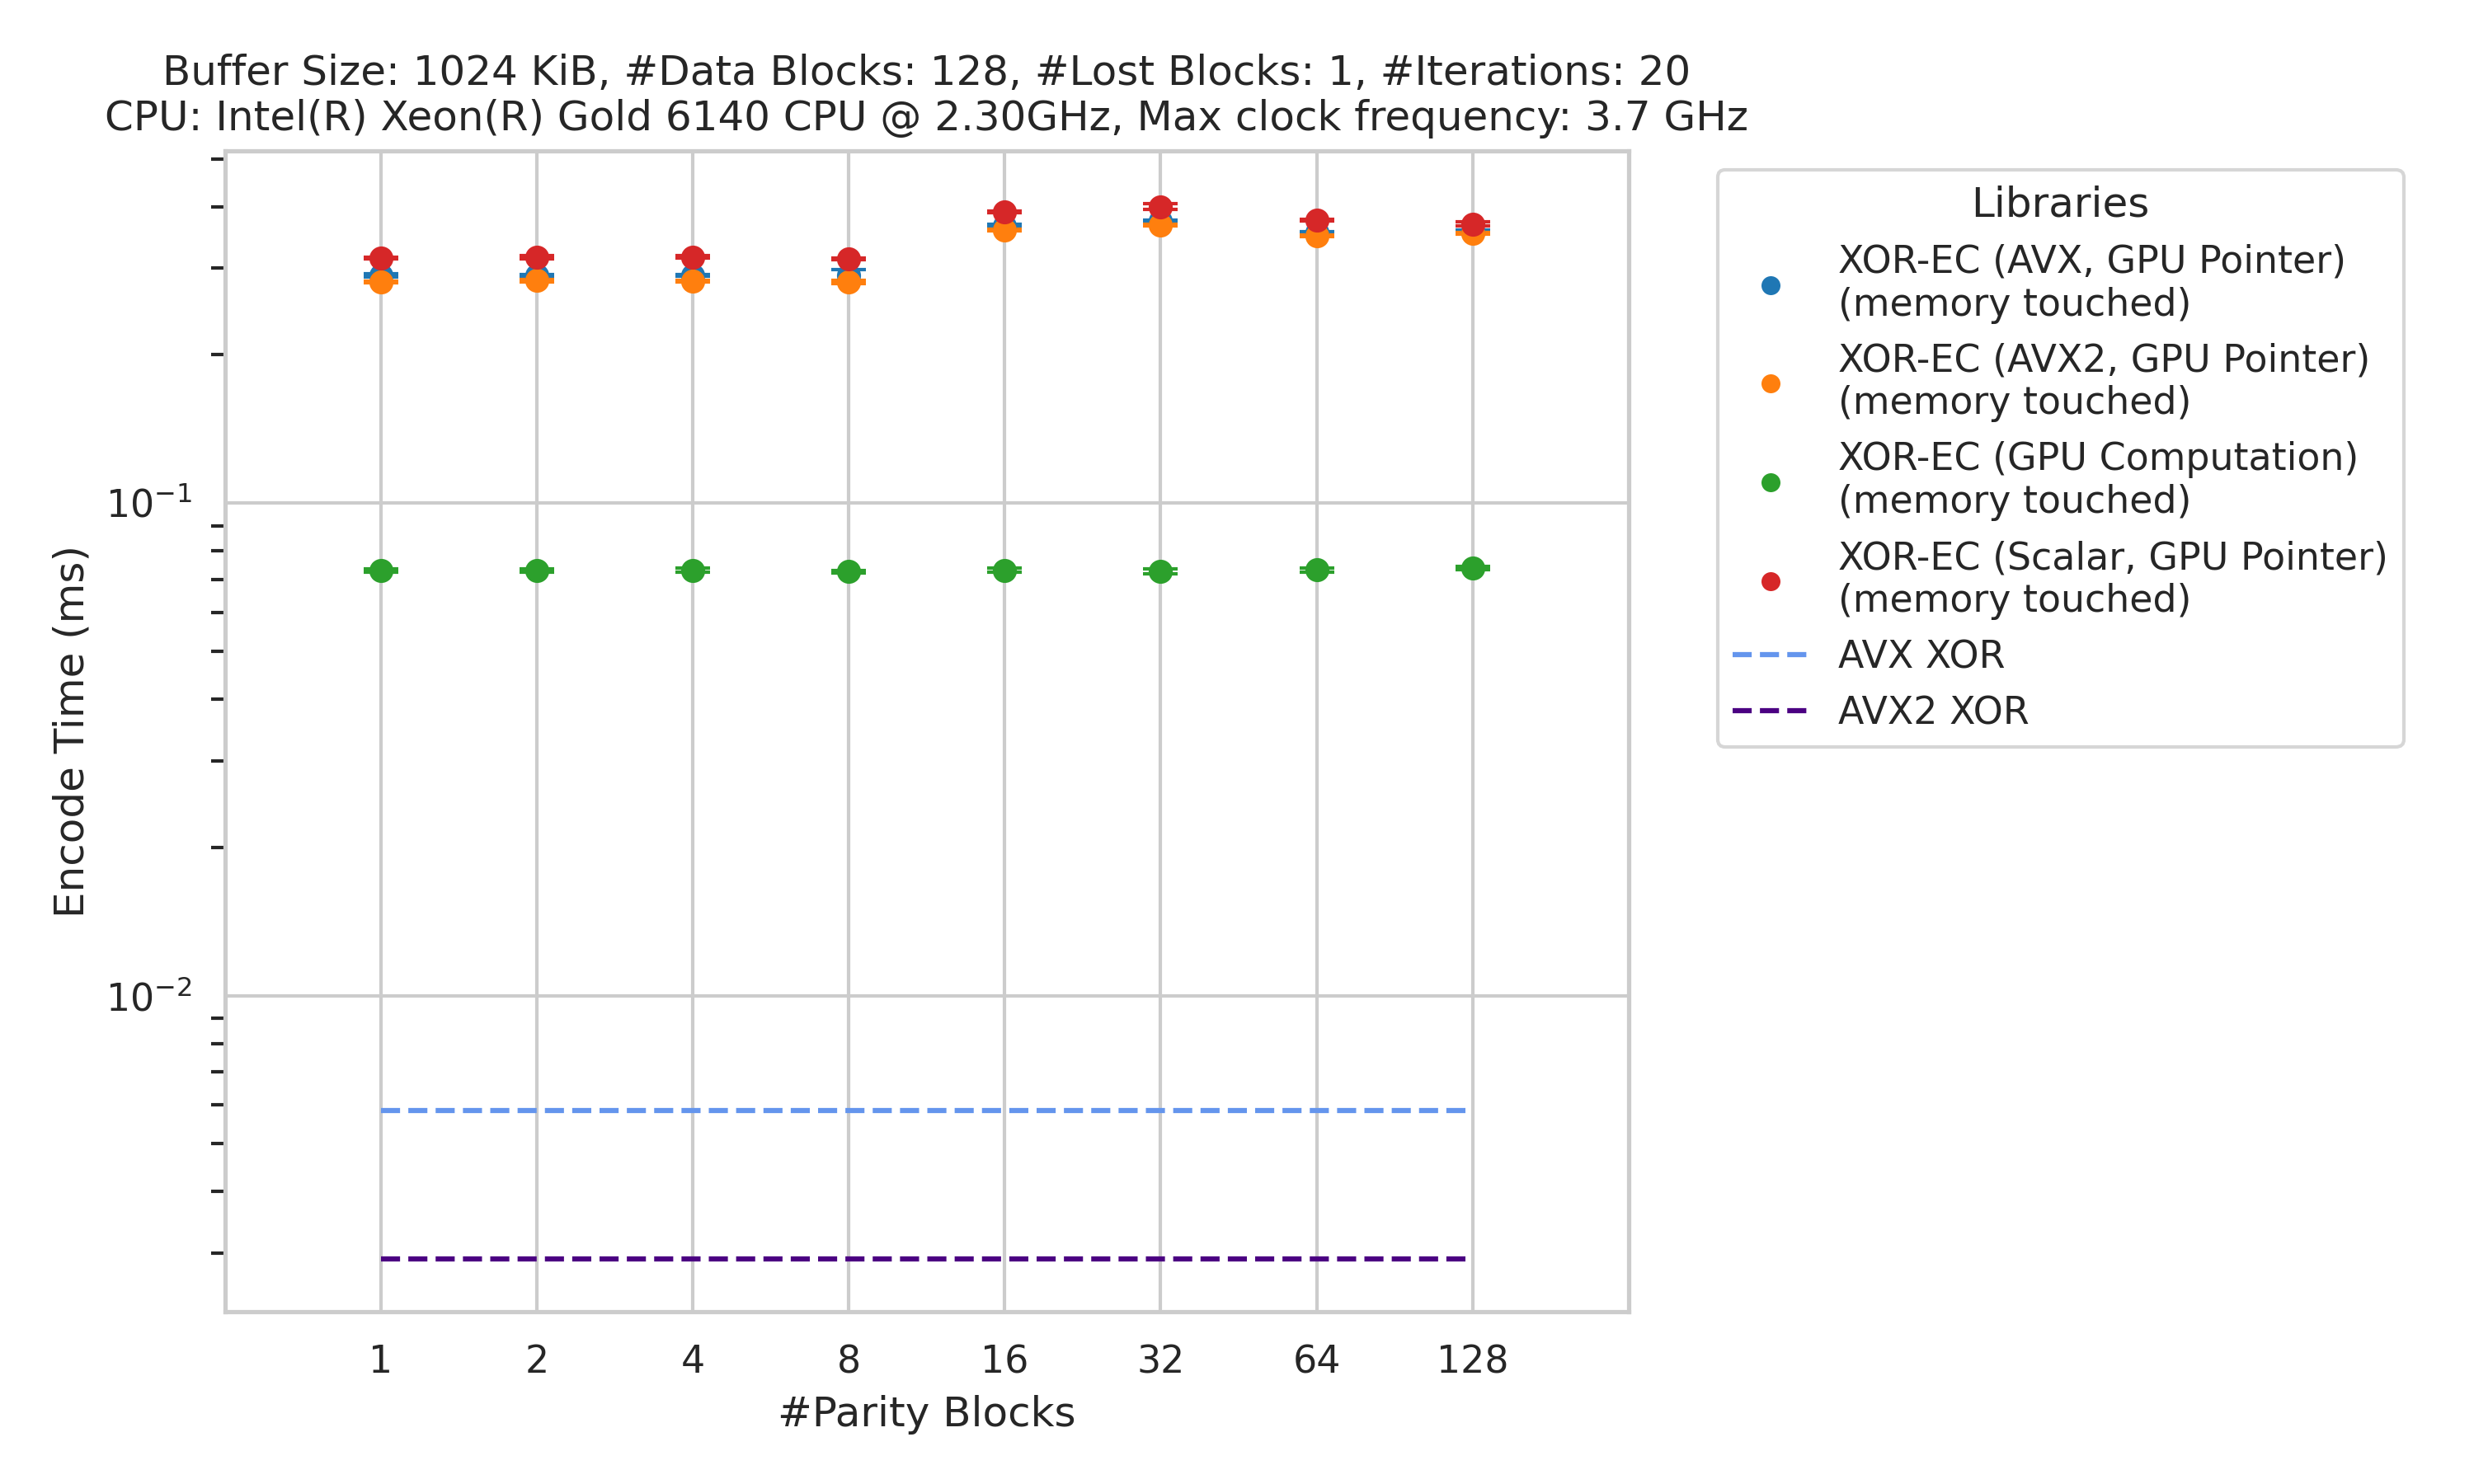 Buffer Size: 1024 KiB, #Data Blocks: 128, #Lost Blocks: 1, #Iterations: 20
CPU: Intel(R) Xeon(R) Gold 6140 CPU @ 2.30GHz, Max clock frequency: 3.7 GHz
Encode Time (ms)
10⁻¹
10⁻²
1 2 4 8 16 32 64 128
#Parity Blocks
Libraries
XOR-EC (AVX, GPU Pointer)
(memory touched)
XOR-EC (AVX2, GPU Pointer)
(memory touched)
XOR-EC (GPU Computation)
(memory touched)
XOR-EC (Scalar, GPU Pointer)
(memory touched)
AVX XOR
AVX2 XOR